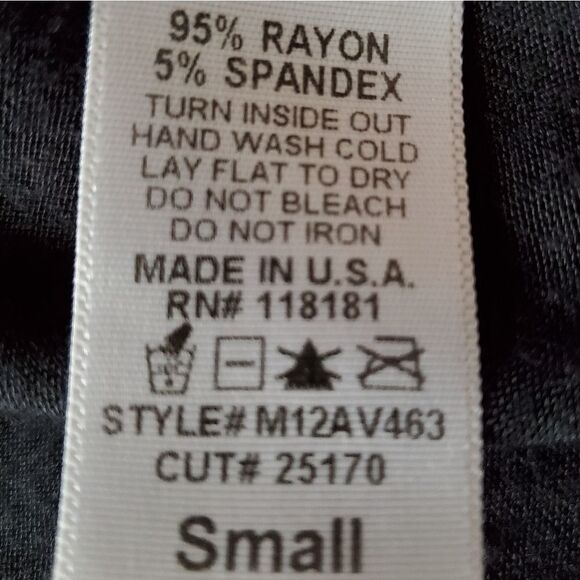 95% RAYON
5% SPANDEX
TURN INSIDE OUT
HAND WASH COLD
LAY FLAT TO DRY
DO NOT BLEACH
DO NOT IRON
MADE IN U.S.A.
RN# 118181
STYLE# M12AV463
CUT# 25170
Small